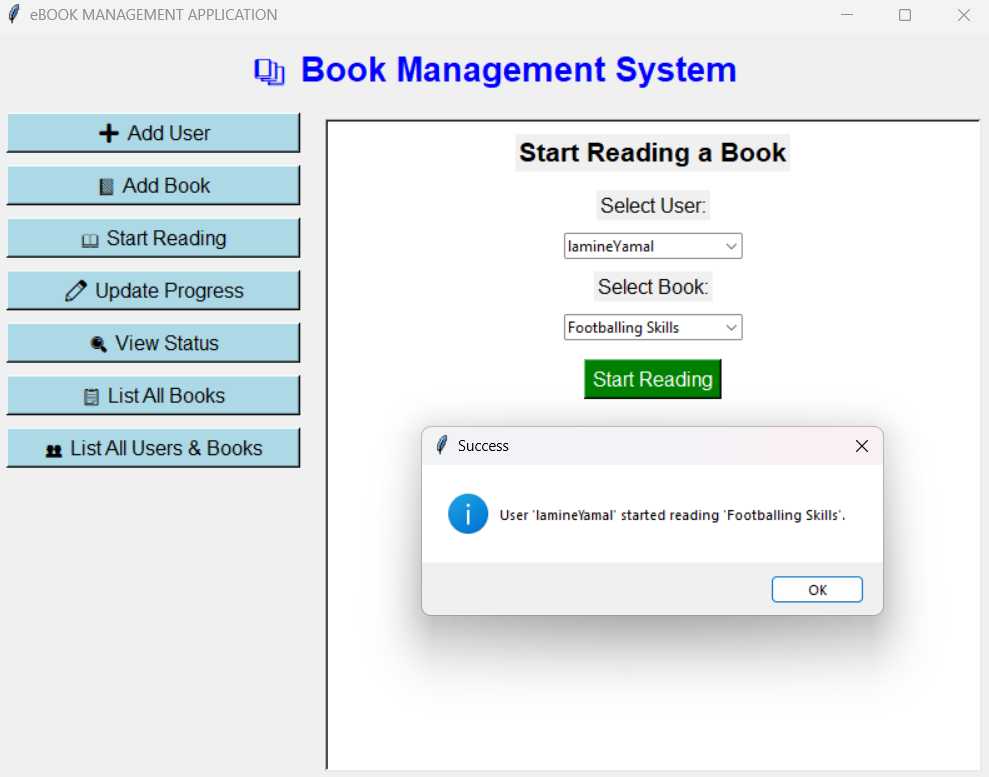 eBOOK MANAGEMENT APPLICATION
Book Management System
Add User
Add Book
Start Reading
Update Progress
View Status
List All Books
List All Users & Books
Start Reading a Book
Select User:
lamineYamal
Select Book:
Footballing Skills
Start Reading
Success
User 'lamineYamal' started reading 'Footballing Skills'.
OK